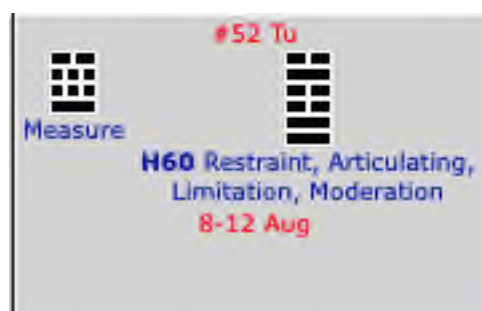 #52 Tu
Measure
H60 Restraint, Articulating,
Limitation, Moderation
8-12 Aug